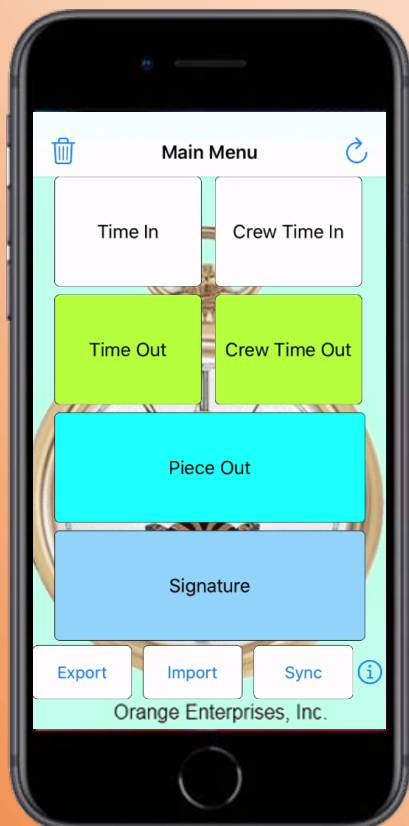 Main Menu
Time In
Crew Time In
Time Out
Crew Time Out
Piece Out
Signature
Export
Import
Sync
Orange Enterprises, Inc.